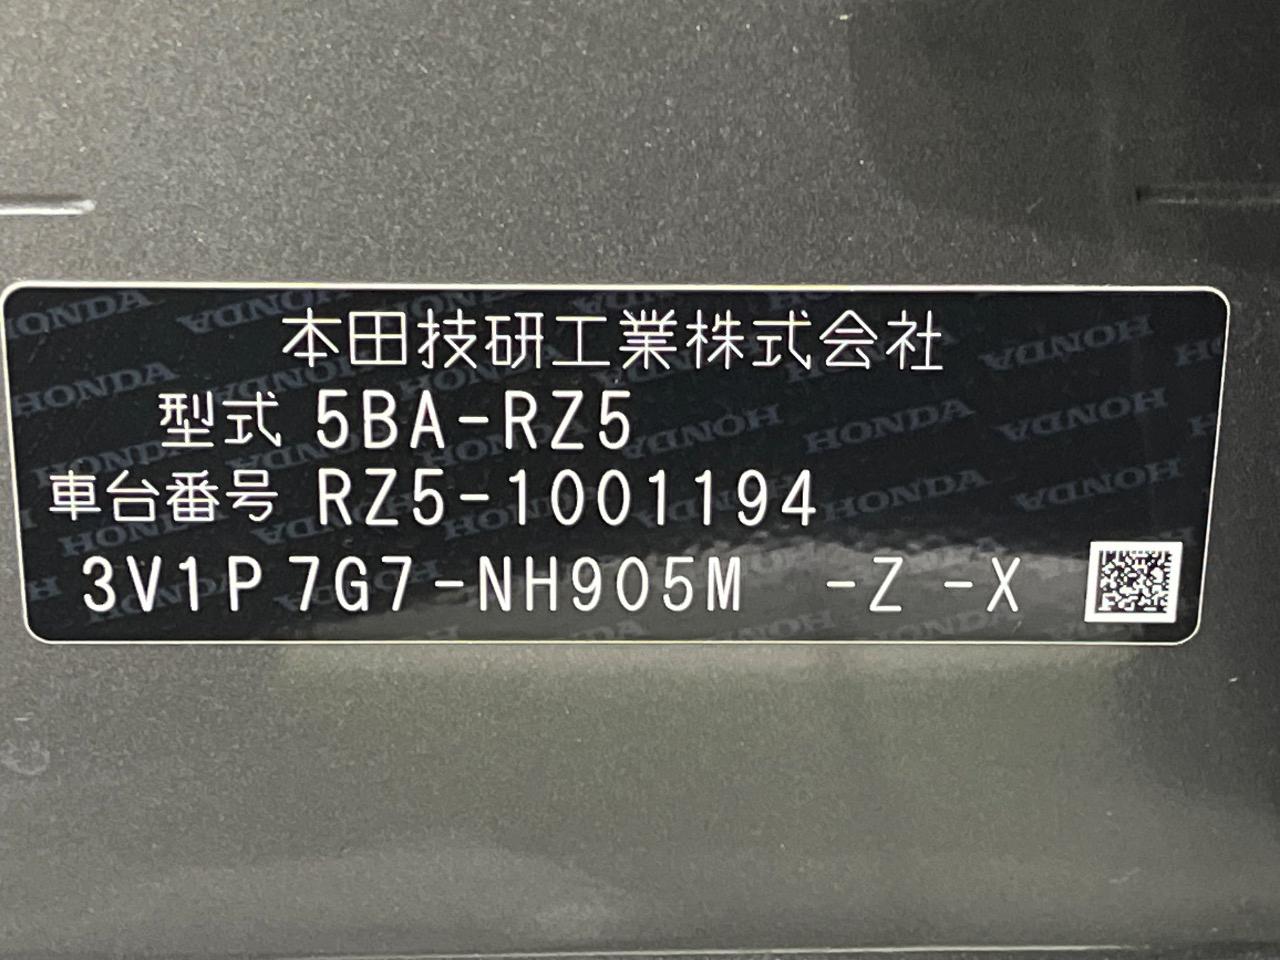 本田技研工業株式会社
型式 5BA-RZ5
車台番号 RZ5-1001194
3V1P 7G7-NH905M -Z -X